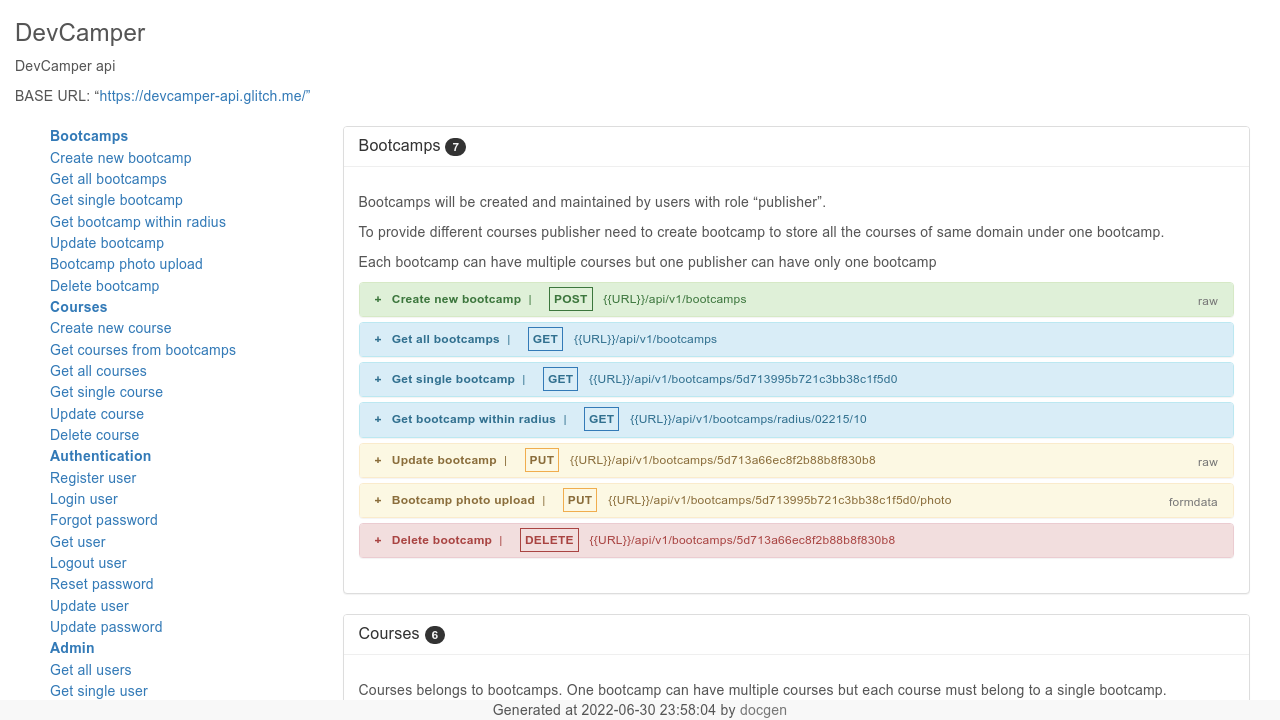 DevCamper
DevCamper api
BASE URL: “https://devcamper-api.glitch.me/”
Bootcamps
Create new bootcamp
Get all bootcamps
Get single bootcamp
Get bootcamp within radius
Update bootcamp
Bootcamp photo upload
Delete bootcamp
Courses
Create new course
Get courses from bootcamps
Get all courses
Get single course
Update course
Delete course
Authentication
Register user
Login user
Forgot password
Get user
Logout user
Reset password
Update user
Update password
Admin
Get all users
Get single user
Bootcamps 7
Bootcamps will be created and maintained by users with role “publisher”.
To provide different courses publisher need to create bootcamp to store all the courses of same domain under one bootcamp.
Each bootcamp can have multiple courses but one publisher can have only one bootcamp
+ Create new bootcamp | POST {{URL}}/api/v1/bootcamps raw
+ Get all bootcamps | GET {{URL}}/api/v1/bootcamps
+ Get single bootcamp | GET {{URL}}/api/v1/bootcamps/5d713995b721c3bb38c1f5d0
+ Get bootcamp within radius | GET {{URL}}/api/v1/bootcamps/radius/02215/10
+ Update bootcamp | PUT {{URL}}/api/v1/bootcamps/5d713a66ec8f2b88b8f830b8 raw
+ Bootcamp photo upload | PUT {{URL}}/api/v1/bootcamps/5d713995b721c3bb38c1f5d0/photo formdata
+ Delete bootcamp | DELETE {{URL}}/api/v1/bootcamps/5d713a66ec8f2b88b8f830b8
Courses 6
Courses belongs to bootcamps. One bootcamp can have multiple courses but each course must belong to a single bootcamp.
Generated at 2022-06-30 23:58:04 by docgen